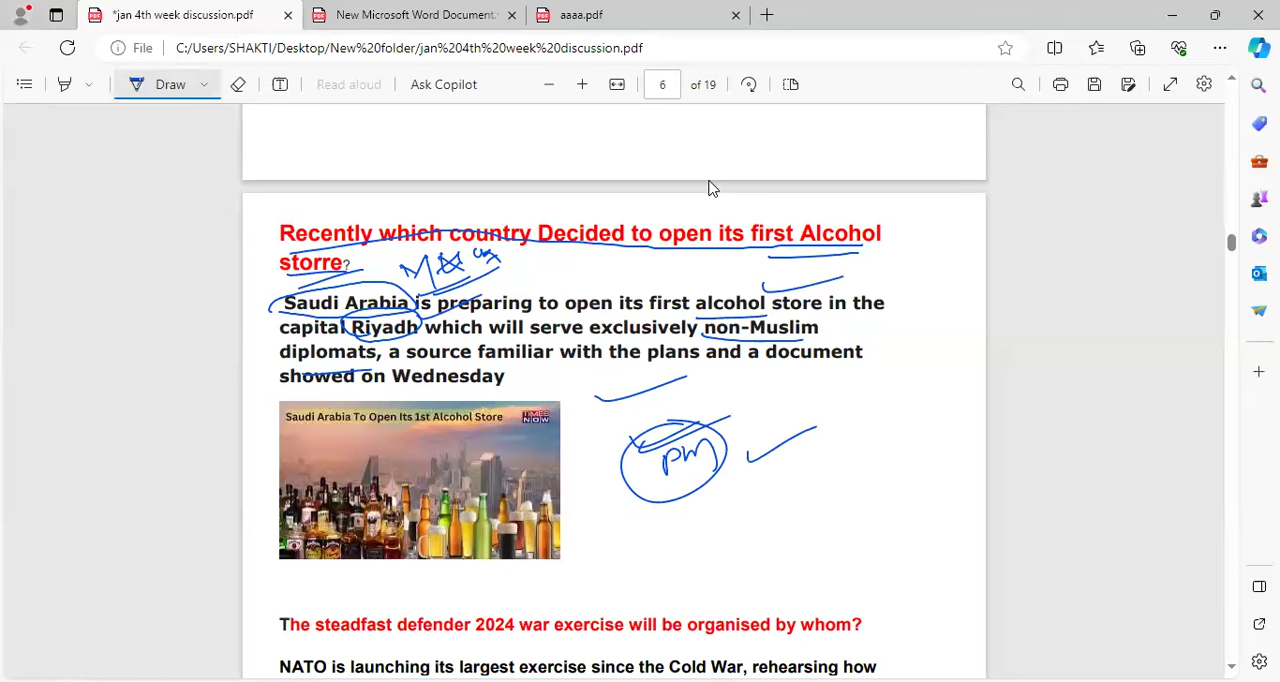 *jan 4th week discussion.pdf
New Microsoft Word Document.
aaaa.pdf
File
C:/Users/SHAKTI/Desktop/New%20folder/jan%204th%20week%20discussion.pdf
Draw
Read aloud
Ask Copilot
6
of 19
Recently which country Decided to open its first Alcohol
storre?
Saudi Arabia is preparing to open its first alcohol store in the
capital Riyadh which will serve exclusively non-Muslim
diplomats, a source familiar with the plans and a document
showed on Wednesday
Saudi Arabia To Open Its 1st Alcohol Store
TIMES
NOW
PM
The steadfast defender 2024 war exercise will be organised by whom?
NATO is launching its largest exercise since the Cold War, rehearsing how